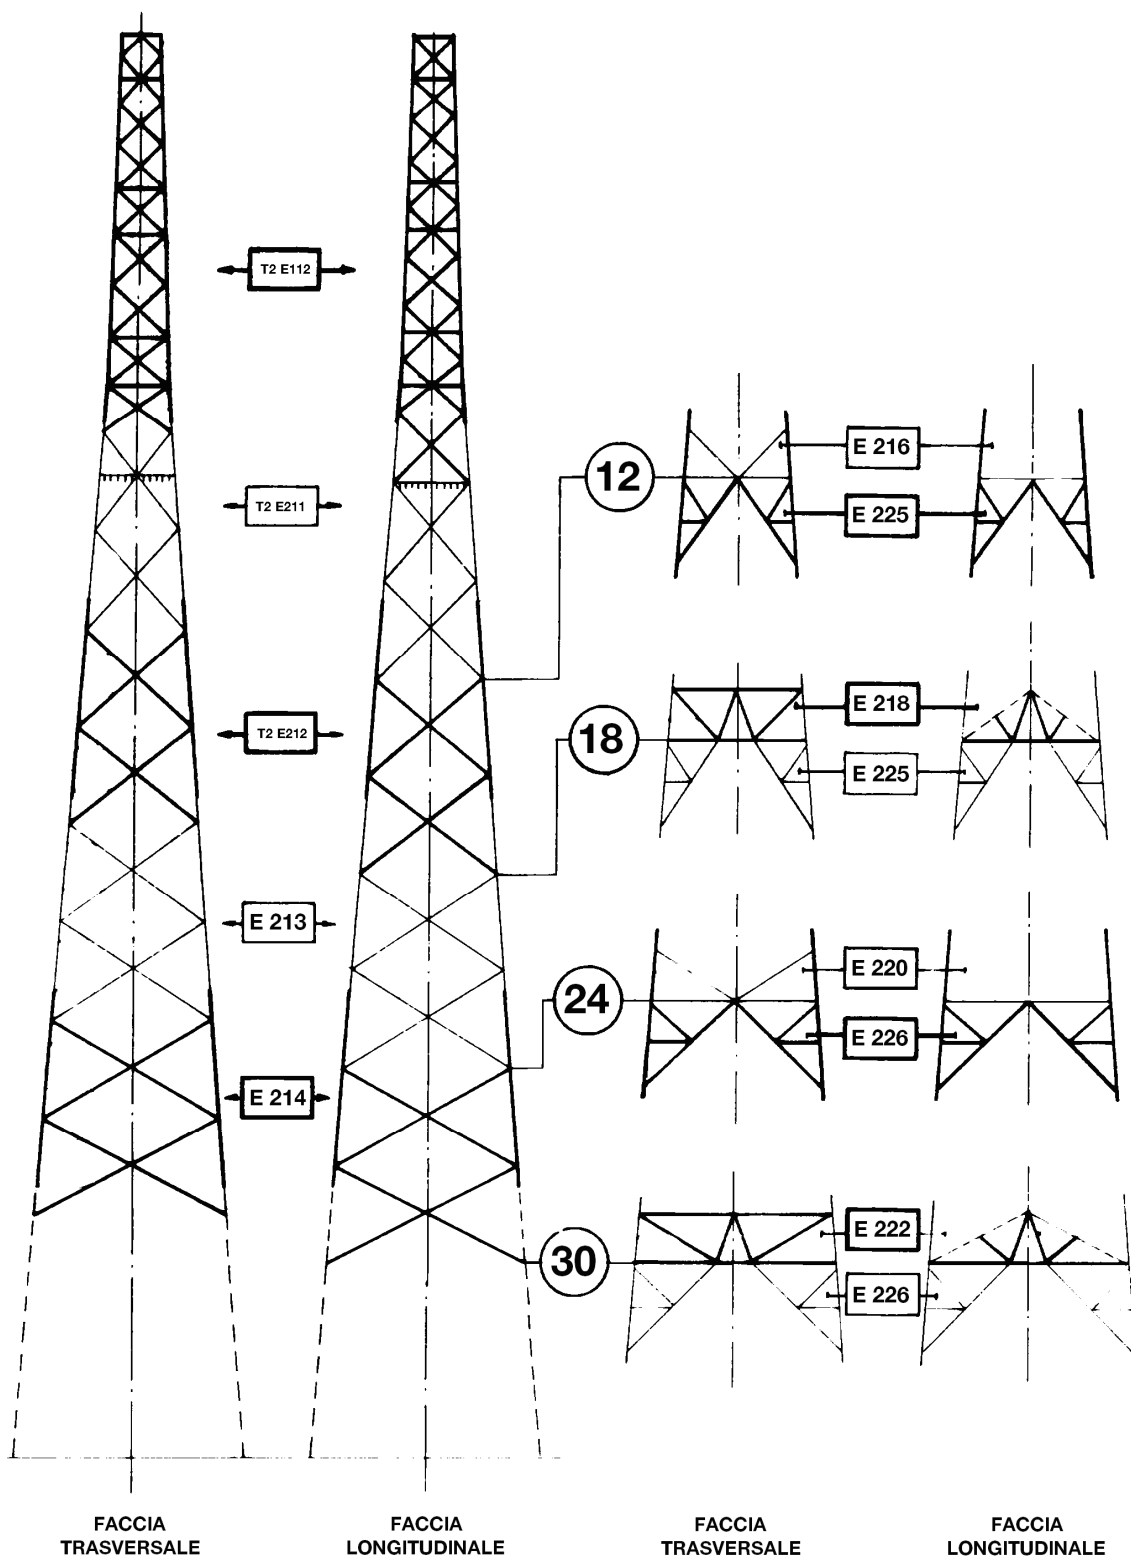 T2 E112
12
E 216
T2 E211
E 225
18
E 218
T2 E212
E 225
E 213
24
E 220
E 226
E 214
30
E 222
E 226
FACCIA
TRASVERSALE
FACCIA
LONGITUDINALE
FACCIA
TRASVERSALE
FACCIA
LONGITUDINALE